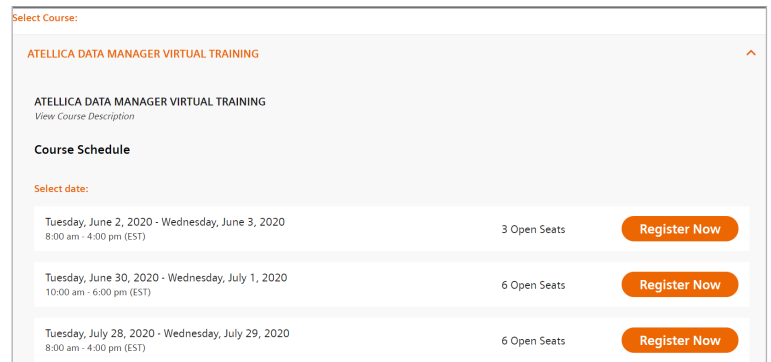 Select Course:
ATELLICA DATA MANAGER VIRTUAL TRAINING
ATELLICA DATA MANAGER VIRTUAL TRAINING
View Course Description
Course Schedule
Select date:
Tuesday, June 2, 2020 - Wednesday, June 3, 2020
8:00 am - 4:00 pm (EST)
3 Open Seats
Register Now
Tuesday, June 30, 2020 - Wednesday, July 1, 2020
10:00 am - 6:00 pm (EST)
6 Open Seats
Register Now
Tuesday, July 28, 2020 - Wednesday, July 29, 2020
8:00 am - 4:00 pm (EST)
6 Open Seats
Register Now